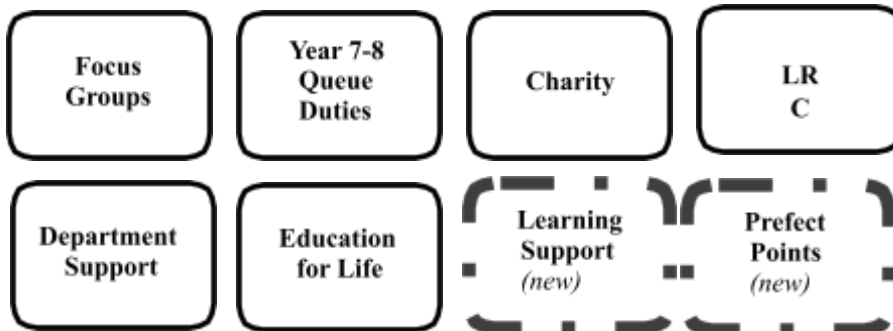 Focus
Groups
Year 7-8
Queue
Duties
Charity
LR
C
Department
Support
Education
for Life
Learning
Support
(new)
Prefect
Points
(new)